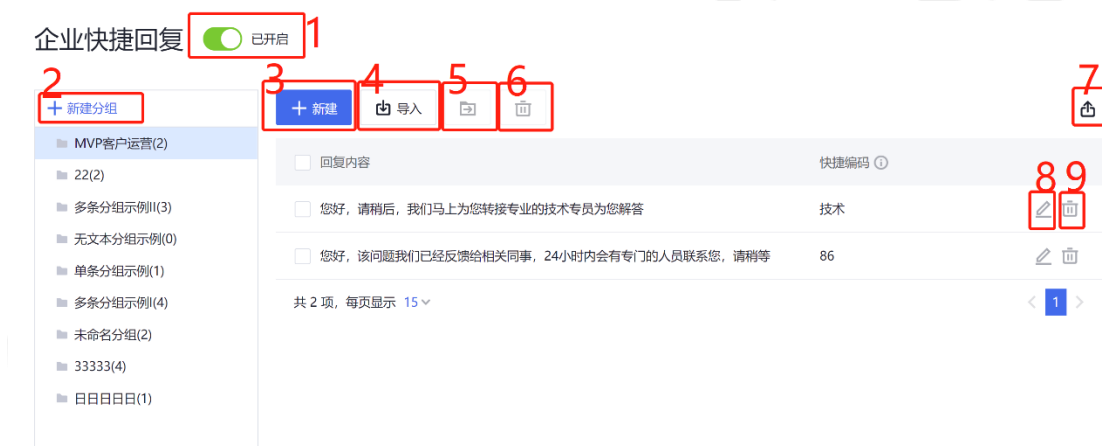 企业快捷回复 已开启 1
2 3 4 5 6 7
新建分组 新建 导入
MVP客户运营(2) 回复内容 快捷编码
22(2) 8 9
多条分组示例II(3) 您好，请稍后，我们马上为您转接专业的技术专员为您解答 技术
无文本分组示例(0) 您好，该问题我们已经反馈给相关同事，24小时内会有专门的人员联系您，请稍等 86
单条分组示例(1)
多条分组示例I(4) 共 2 项，每页显示 15 1
未命名分组(2)
33333(4)
日日日日日(1)